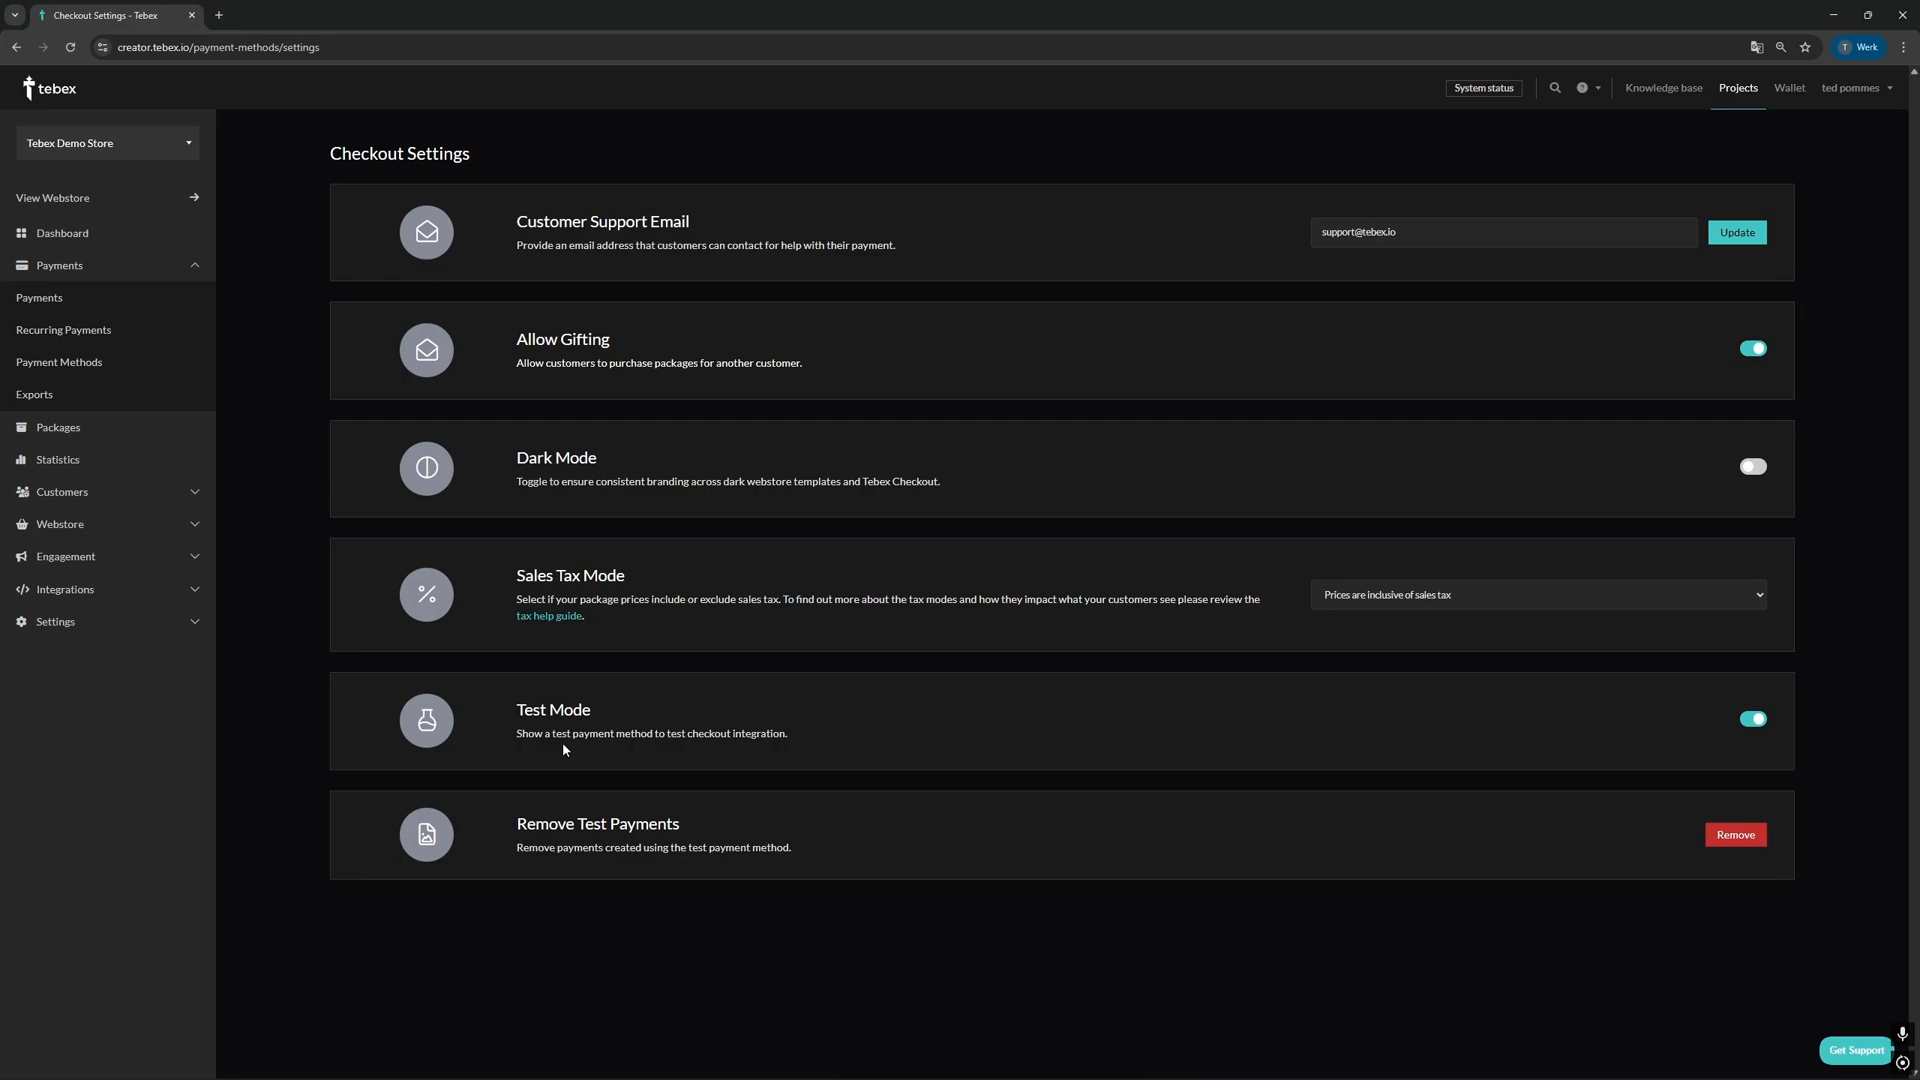 Checkout Settings - Tebex
creator.tebex.io/payment-methods/settings
Werk
T
tebex
System status
Knowledge base
Projects
Wallet
ted pommes
Tebex Demo Store
View Webstore
Dashboard
Payments
Payments
Recurring Payments
Payment Methods
Exports
Packages
Statistics
Customers
Webstore
Engagement
Integrations
Settings
Checkout Settings
Customer Support Email
Provide an email address that customers can contact for help with their payment.
support@tebex.io
Update
Allow Gifting
Allow customers to purchase packages for another customer.
Dark Mode
Toggle to ensure consistent branding across dark webstore templates and Tebex Checkout.
Sales Tax Mode
Select if your package prices include or exclude sales tax. To find out more about the tax modes and how they impact what your customers see please review the
tax help guide.
Prices are inclusive of sales tax
Test Mode
Show a test payment method to test checkout integration.
Remove Test Payments
Remove payments created using the test payment method.
Remove
Get Support